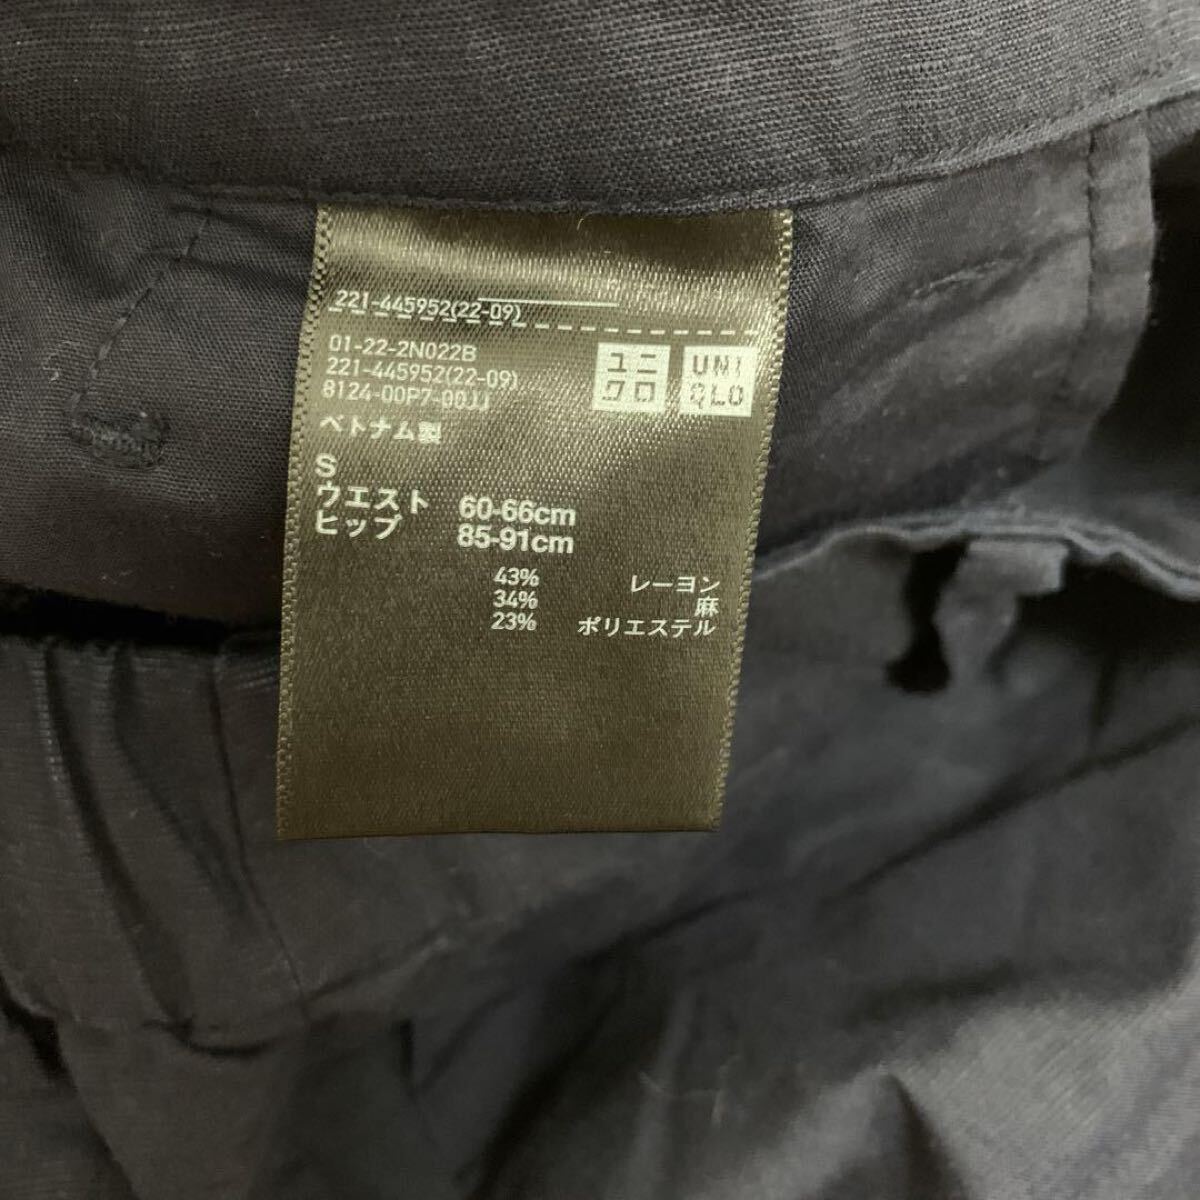 221-445952(22-09)
01-22-2N022B
221-445952(22-09)
8124-00P7-00JJ
ユニ
クロ
UNI
QLO
ベトナム製
S
ウエスト 60-66cm
ヒップ 85-91cm
43% レーヨン
34% 麻
23% ポリエステル